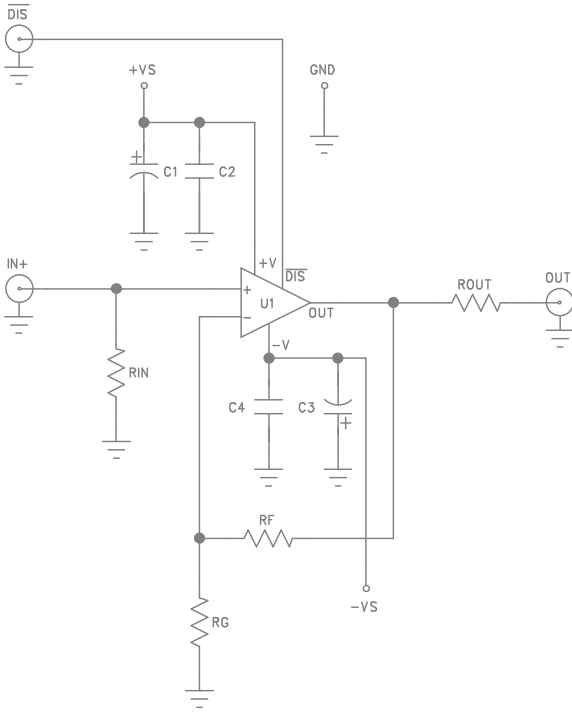 DIS
+VS
GND
+
C1
C2
IN+
+V
DIS
+
U1
−
OUT
ROUT
OUT
−V
RIN
C4
C3
+
RF
−VS
RG